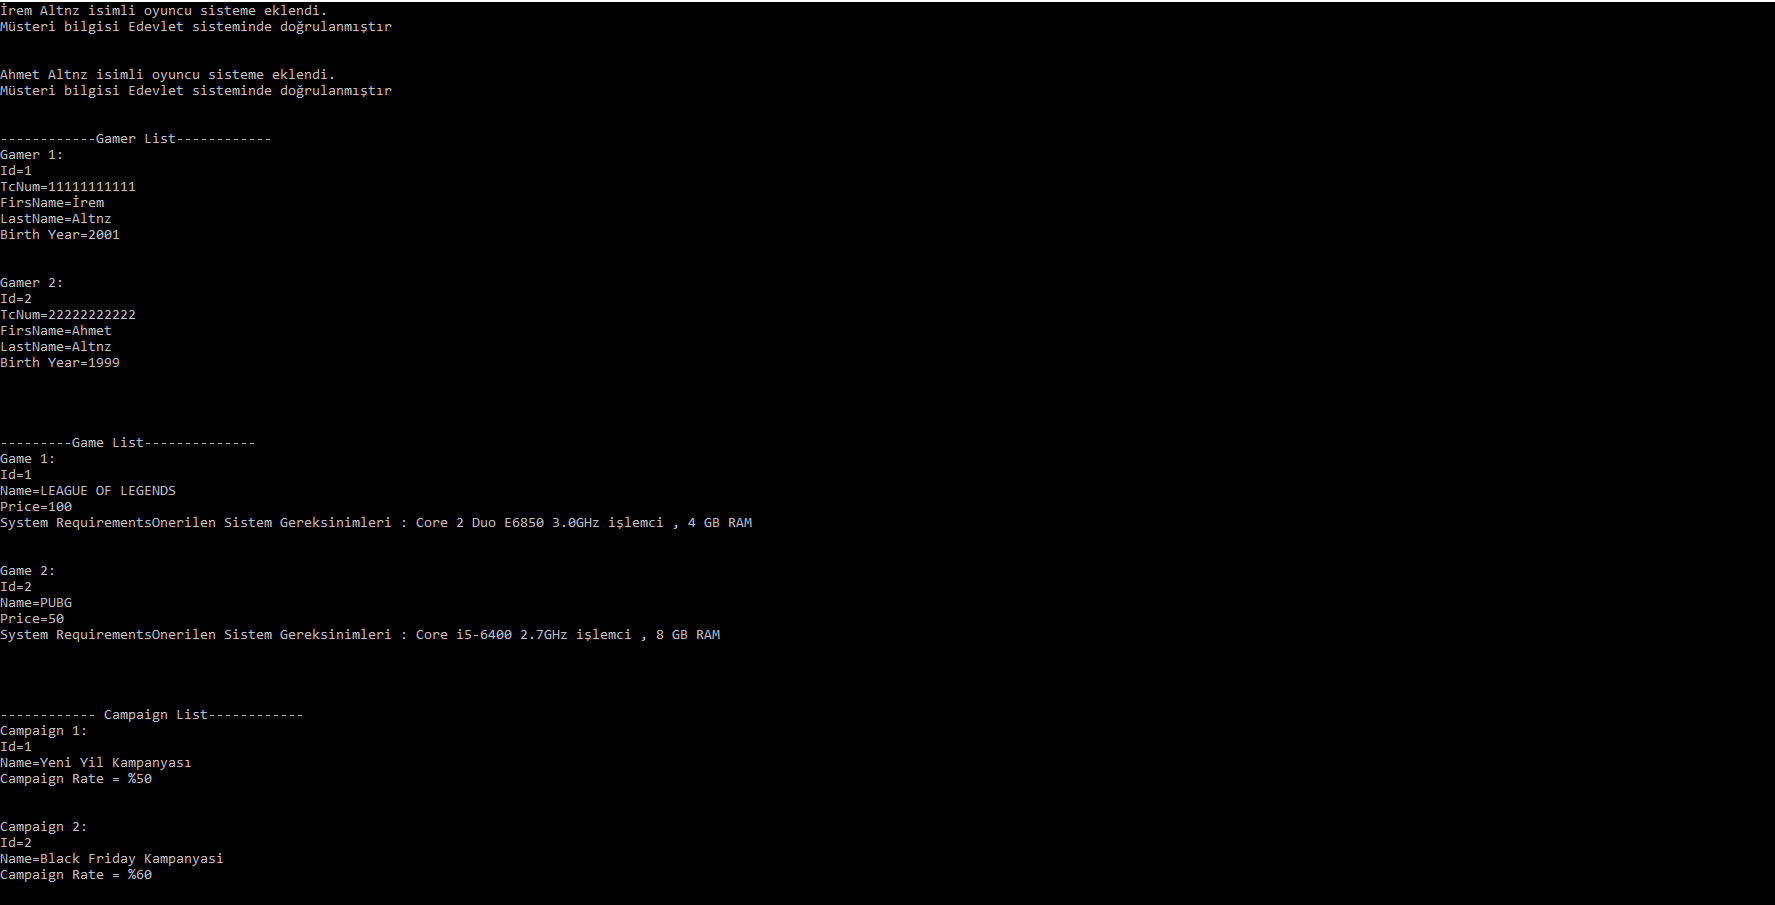 İrem Altnz isimli oyuncu sisteme eklendi.
Müsteri bilgisi Edevlet sisteminde doğrulanmıştır
Ahmet Altnz isimli oyuncu sisteme eklendi.
Müsteri bilgisi Edevlet sisteminde doğrulanmıştır
------------Gamer List------------
Gamer 1:
Id=1
TcNum=11111111111
FirsName=İrem
LastName=Altnz
Birth Year=2001
Gamer 2:
Id=2
TcNum=22222222222
FirsName=Ahmet
LastName=Altnz
Birth Year=1999
---------Game List--------------
Game 1:
Id=1
Name=LEAGUE OF LEGENDS
Price=100
System RequirementsOnerilen Sistem Gereksinimleri : Core 2 Duo E6850 3.0GHz işlemci , 4 GB RAM
Game 2:
Id=2
Name=PUBG
Price=50
System RequirementsOnerilen Sistem Gereksinimleri : Core i5-6400 2.7GHz işlemci , 8 GB RAM
------------ Campaign List------------
Campaign 1:
Id=1
Name=Yeni Yil Kampanyası
Campaign Rate = %50
Campaign 2:
Id=2
Name=Black Friday Kampanyasi
Campaign Rate = %60